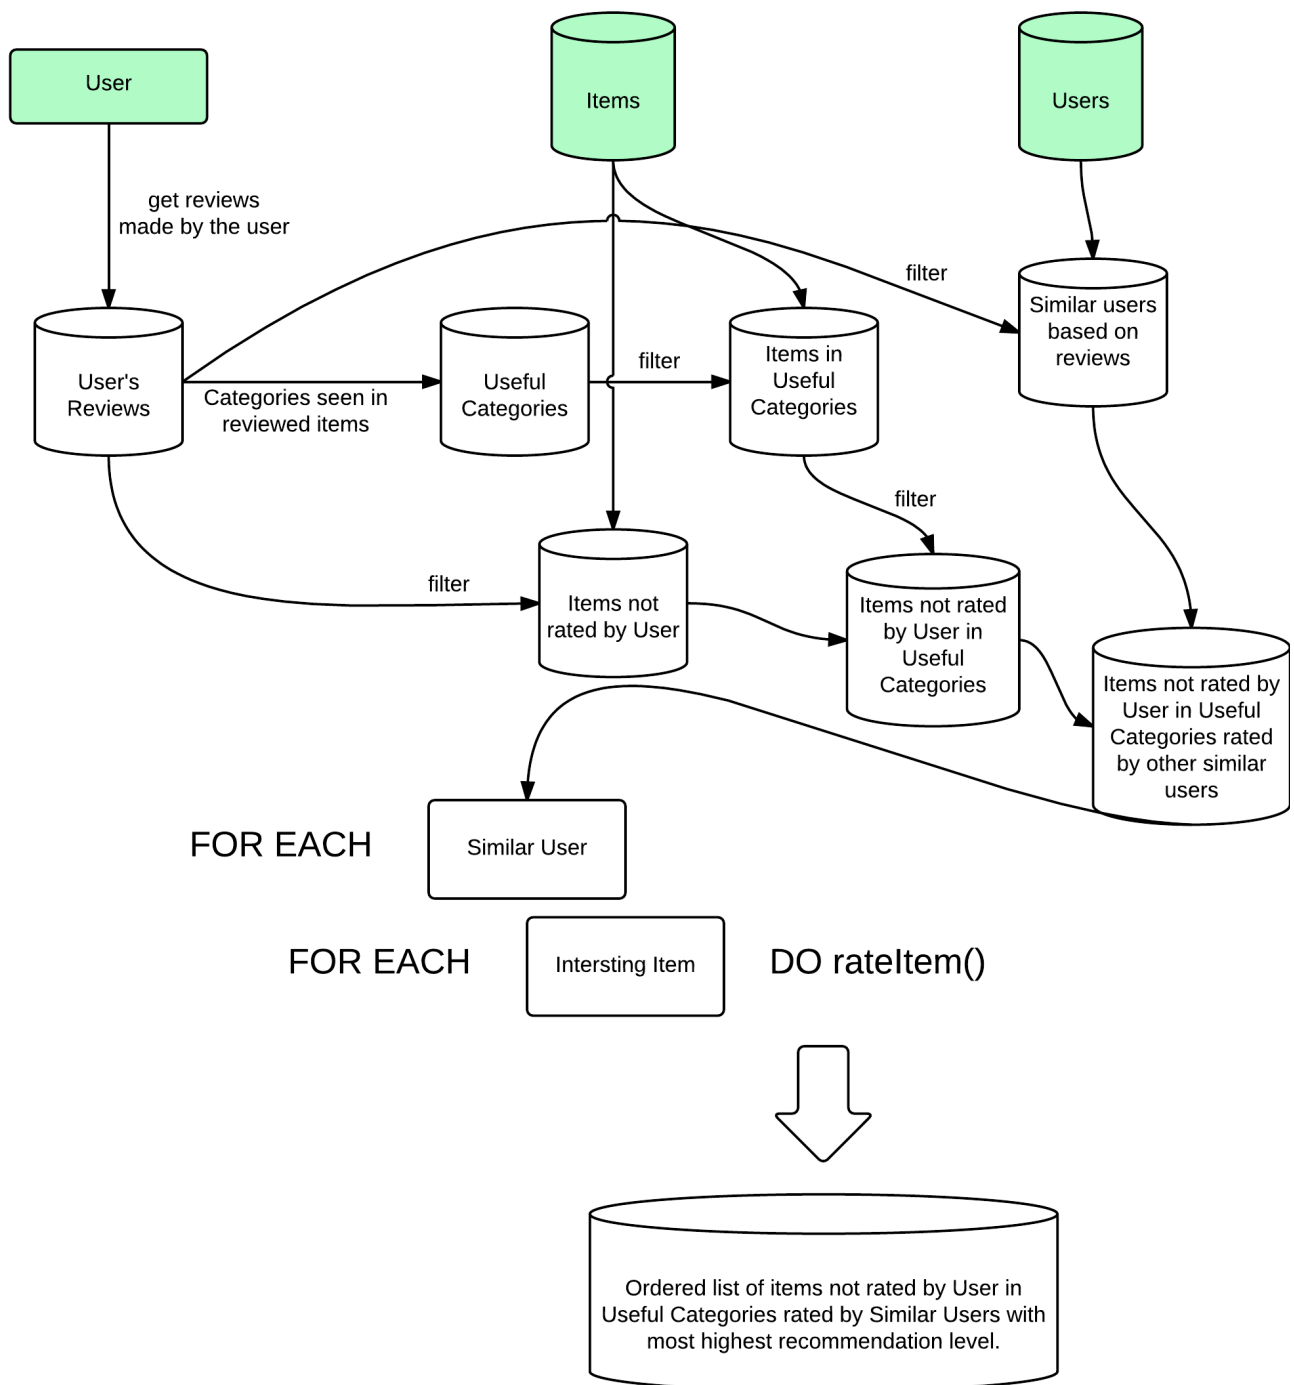 User
Items
Users
get reviews
made by the user
filter
Similar users
based on
reviews
User's
Reviews
Categories seen in
reviewed items
Useful
Categories
filter
Items in
Useful
Categories
filter
filter
Items not
rated by User
Items not rated
by User in
Useful
Categories
Items not rated by
User in Useful
Categories rated
by other similar
users
FOR EACH
Similar User
FOR EACH
Intersting Item
DO rateItem()
Ordered list of items not rated by User in
Useful Categories rated by Similar Users with
most highest recommendation level.